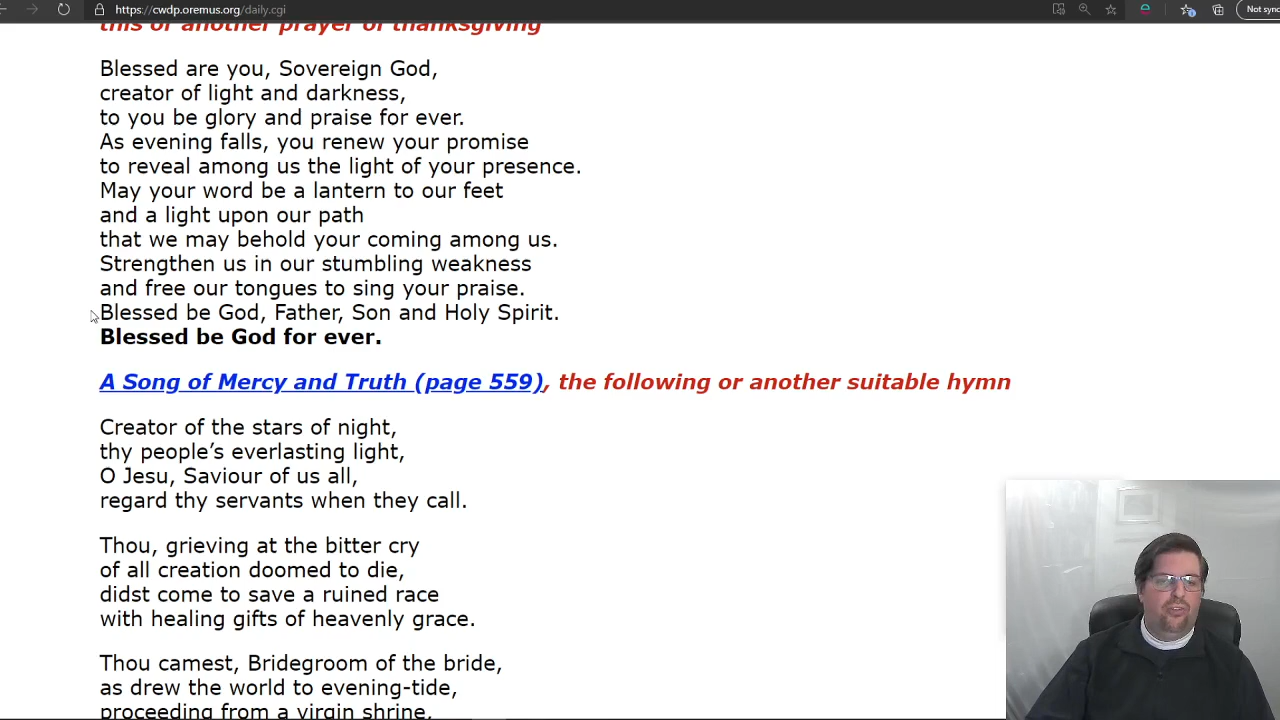 https://cwdp.oremus.org/daily.cgi
Not sync
this or another prayer of thanksgiving
Blessed are you, Sovereign God,
creator of light and darkness,
to you be glory and praise for ever.
As evening falls, you renew your promise
to reveal among us the light of your presence.
May your word be a lantern to our feet
and a light upon our path
that we may behold your coming among us.
Strengthen us in our stumbling weakness
and free our tongues to sing your praise.
Blessed be God, Father, Son and Holy Spirit.
Blessed be God for ever.
A Song of Mercy and Truth (page 559), the following or another suitable hymn
Creator of the stars of night,
thy people’s everlasting light,
O Jesu, Saviour of us all,
regard thy servants when they call.
Thou, grieving at the bitter cry
of all creation doomed to die,
didst come to save a ruined race
with healing gifts of heavenly grace.
Thou camest, Bridegroom of the bride,
as drew the world to evening-tide,
proceeding from a virgin shrine,